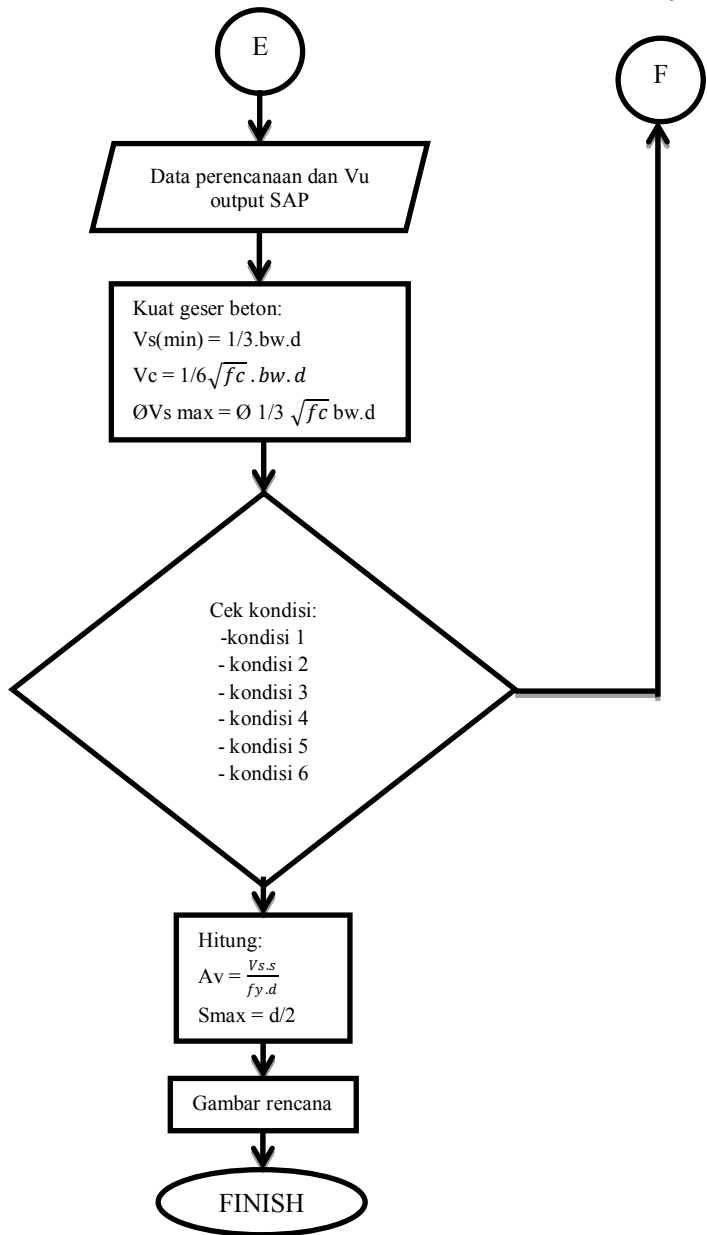 E
F
Data perencanaan dan Vu
output SAP
Kuat geser beton:
Vs(min) = 1/3.bw.d
Vc = 1/6√fc . bw. d
ØVs max = Ø 1/3 √fc bw.d
Cek kondisi:
-kondisi 1
- kondisi 2
- kondisi 3
- kondisi 4
- kondisi 5
- kondisi 6
Hitung:
Av = Vs.s / fy.d
Smax = d/2
Gambar rencana
FINISH